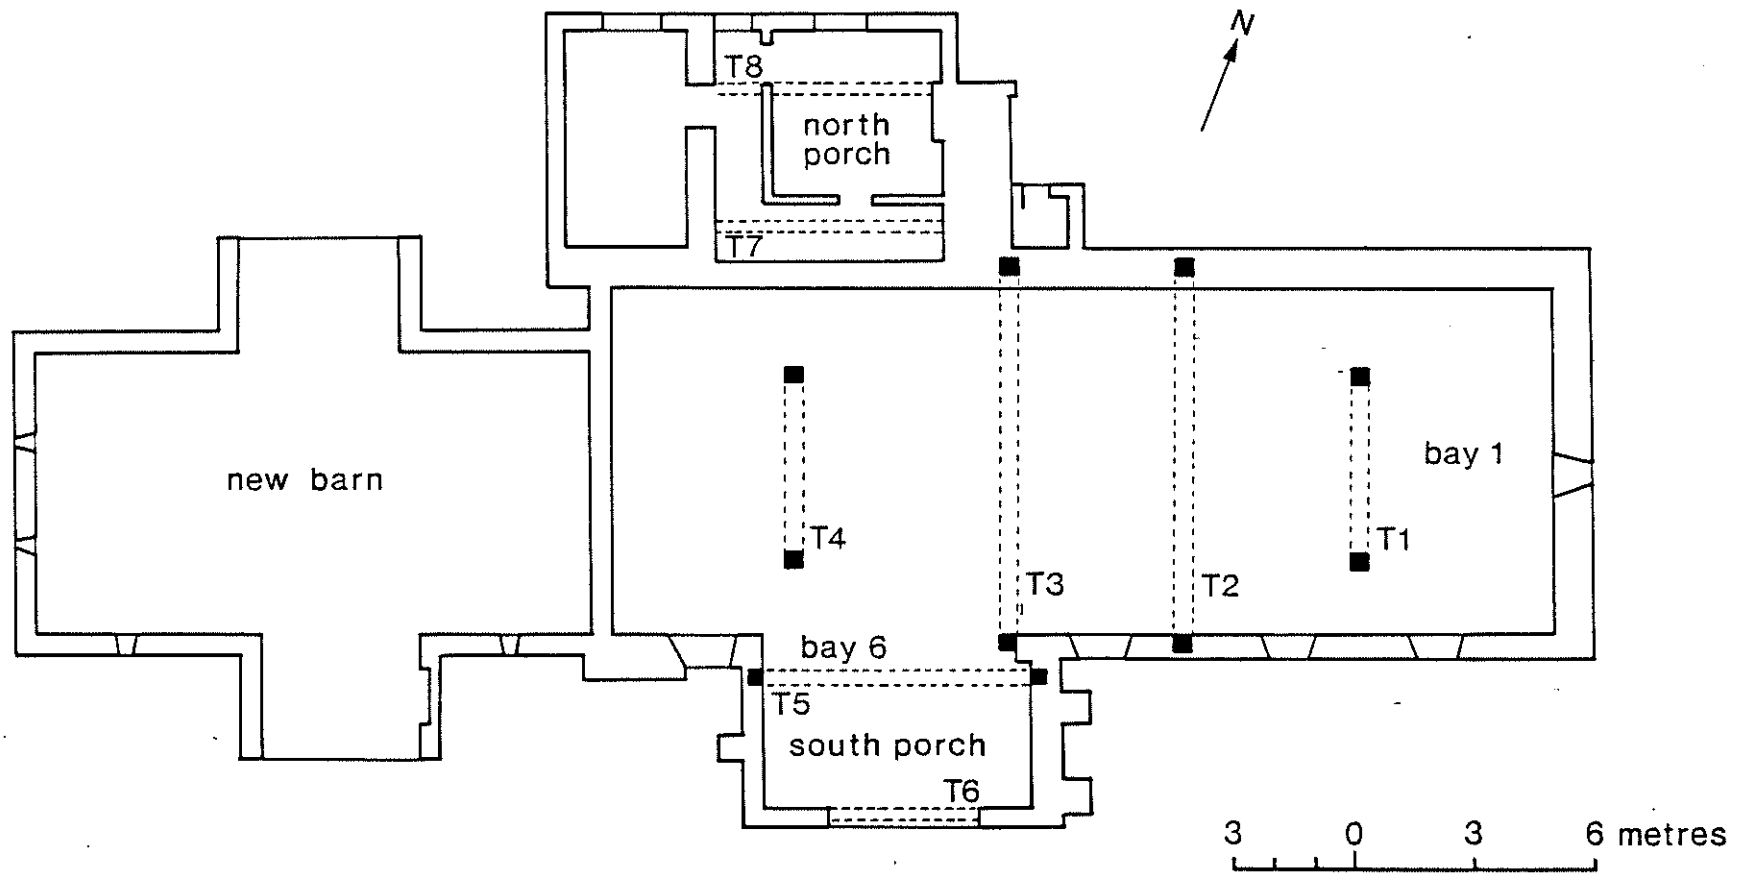 N
T8
north
porch
T7
bay 1
new barn
T4
T1
T3
T2
bay 6
T5
south porch
T6
3 0 3 6 metres